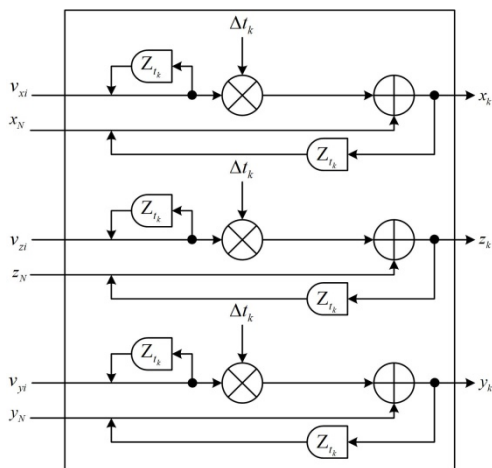 Δt_k
Z_{t_k}
v_{xi}
x_k
x_N
Z_{t_k}
Δt_k
Z_{t_k}
v_{zi}
z_k
z_N
Z_{t_k}
Δt_k
Z_{t_k}
v_{yi}
y_k
y_N
Z_{t_k}